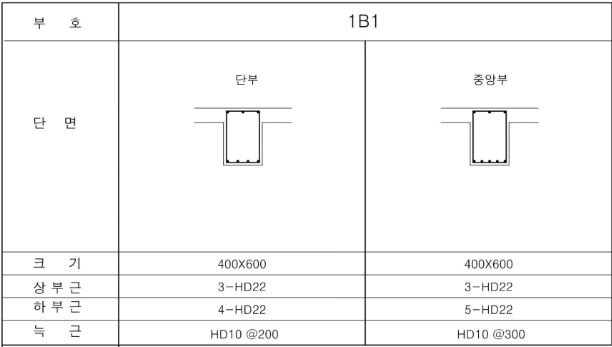 부 호 1B1
단부 중앙부
단 면
크 기 400X600 400X600
상 부 근 3-HD22 3-HD22
하 부 근 4-HD22 5-HD22
늑 근 HD10 @200 HD10 @300